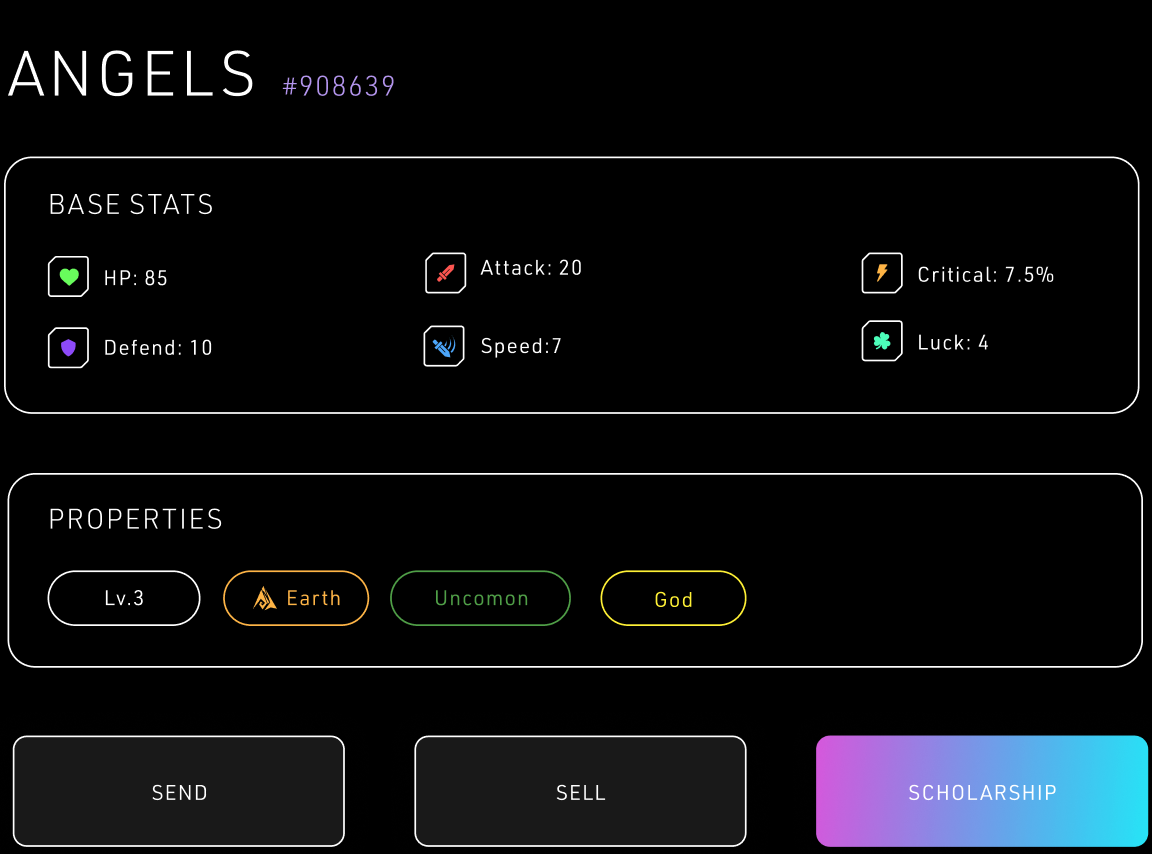 ANGELS #908639
BASE STATS
HP: 85
Attack: 20
Critical: 7.5%
Defend: 10
Speed:7
Luck: 4
PROPERTIES
Lv.3
Earth
Uncomon
God
SEND
SELL
SCHOLARSHIP